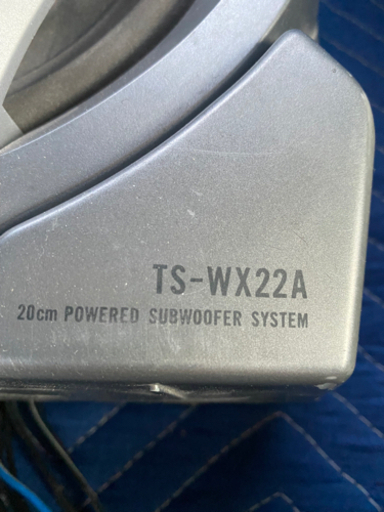 TS-WX22A
20cm POWERED SUBWOOFER SYSTEM